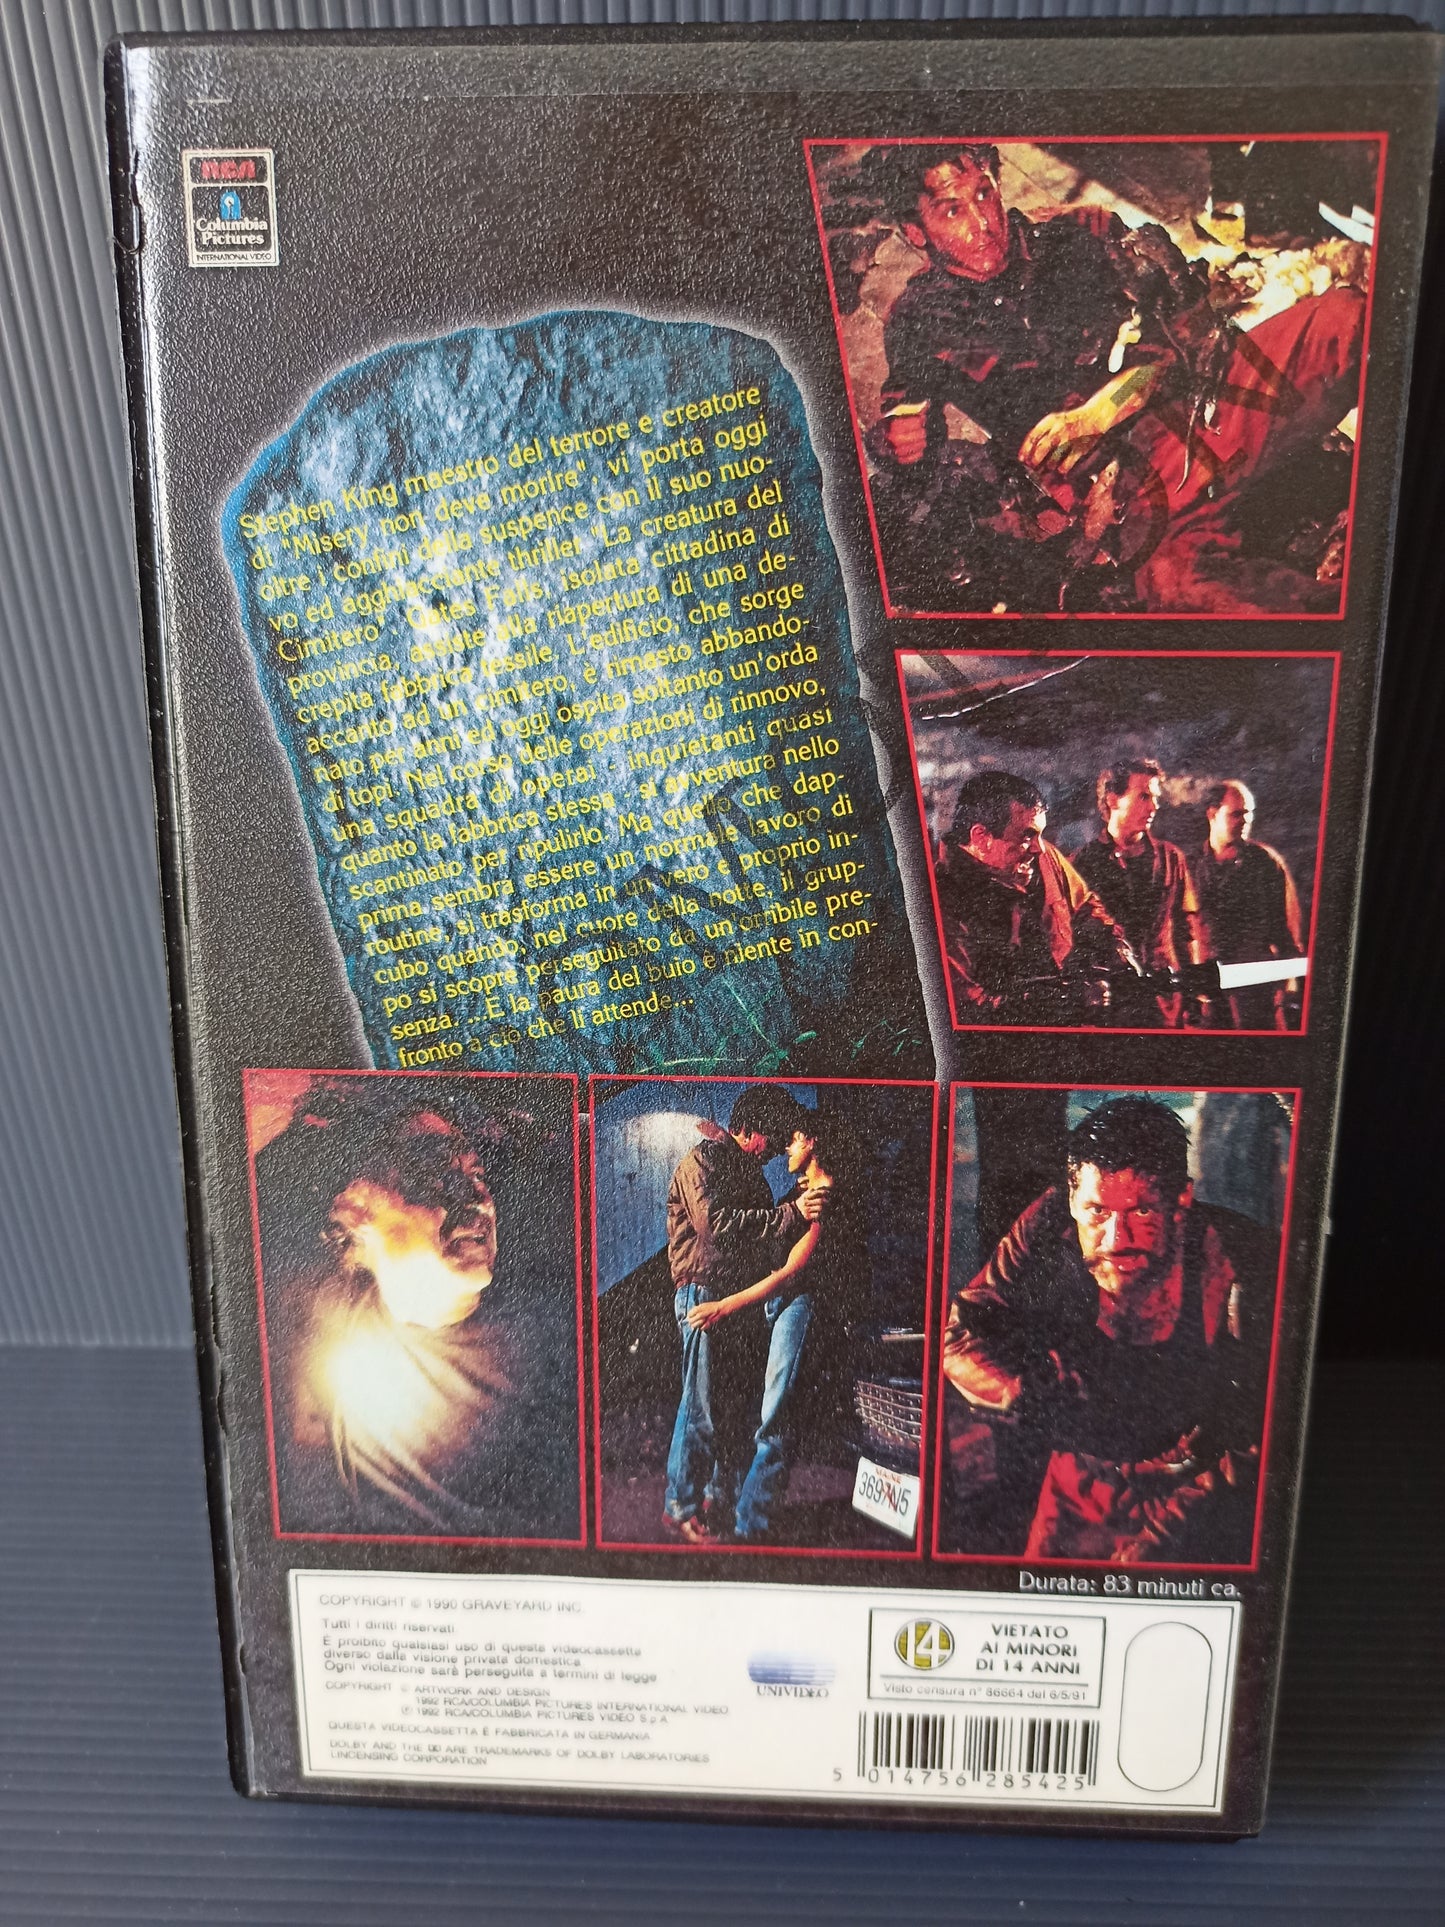 RCA
Columbia
Pictures
INTERNATIONAL VIDEO
Stephen King maestro del terrore e creatore
di "Misery non deve morire", vi porta oggi
oltre i confini della suspence con il suo nuo-
vo ed agghiacciante thriller "La creatura del
Cimitero". Gates Falls, isolata cittadina di
provincia, assiste alla riapertura di una de-
crepita fabbrica tessile. L'edificio, che sorge
accanto ad un cimitero, è rimasto abbando-
nato per anni ed oggi ospita soltanto un'orda
di topi. Nel corso delle operazioni di rinnovo,
una squadra di operai - inquietanti quasi
quanto la fabbrica stessa - si avventura nello
scantinato per ripulirlo. Ma quello che dap-
prima sembra essere un normale lavoro di
routine, si trasforma in un vero e proprio in-
cubo quando, nel cuore della notte, il grup-
po si scopre perseguitato da un'orribile pre-
senza. ...E la paura del buio è niente in con-
fronto a ciò che li attende...
MAINE
3697N5
Durata: 83 minuti ca.
COPYRIGHT © 1990 GRAVEYARD INC.
Tutti i diritti riservati.
È proibito qualsiasi uso di questa videocassetta
diverso dalla visione privata domestica
Ogni violazione sarà perseguita a termini di legge
COPYRIGHT © ARTWORK AND DESIGN
1992 RCA/COLUMBIA PICTURES INTERNATIONAL VIDEO
℗ 1992 RCA/COLUMBIA PICTURES VIDEO S.p.A.
QUESTA VIDEOCASSETTA È FABBRICATA IN GERMANIA
DOLBY AND THE DD ARE TRADEMARKS OF DOLBY LABORATORIES
LINCENSING CORPORATION
UNIVIDEO
14
VIETATO
AI MINORI
DI 14 ANNI
Visto censura n° 86664 del 6/5/91
5 014756 285425